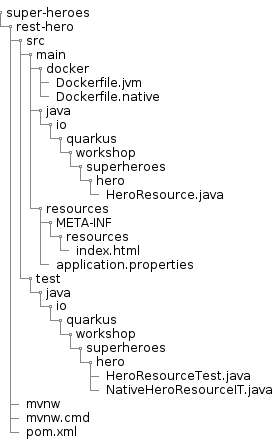 super-heroes
rest-hero
src
main
docker
Dockerfile.jvm
Dockerfile.native
java
io
quarkus
workshop
superheroes
hero
HeroResource.java
resources
META-INF
resources
index.html
application.properties
test
java
io
quarkus
workshop
superheroes
hero
HeroResourceTest.java
NativeHeroResourceIT.java
mvnw
mvnw.cmd
pom.xml